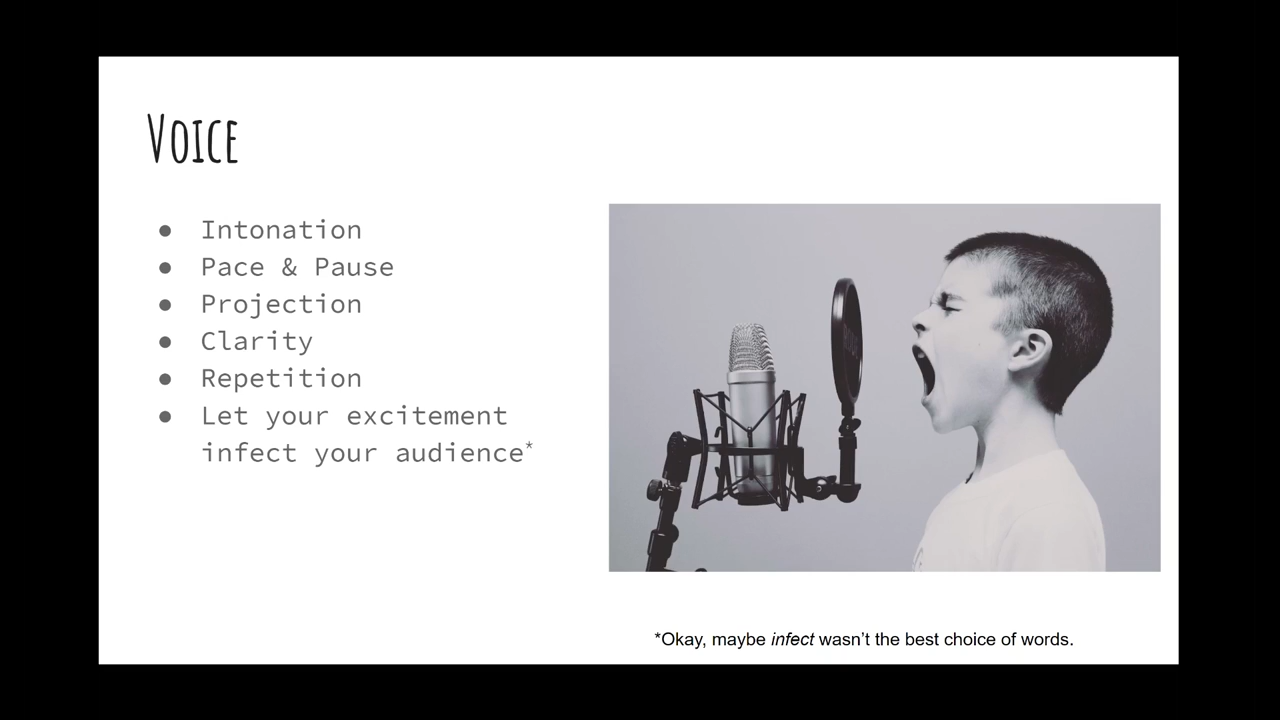 Voice
● Intonation
● Pace & Pause
● Projection
● Clarity
● Repetition
● Let your excitement
infect your audience*
*Okay, maybe infect wasn't the best choice of words.